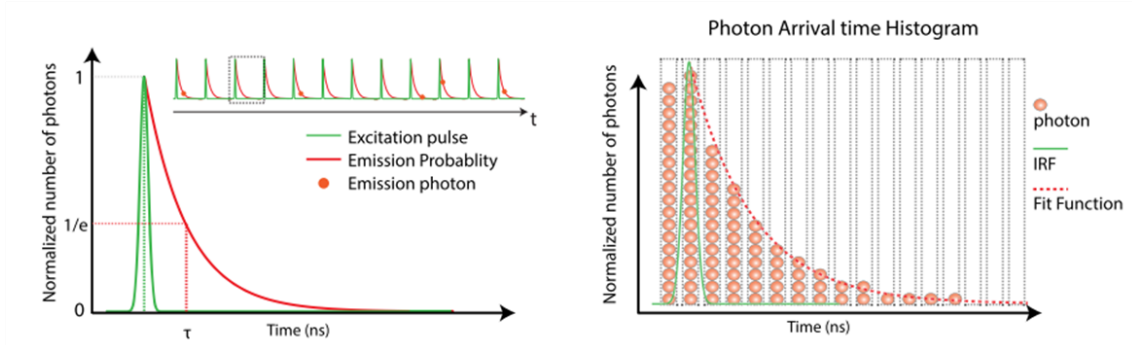 Normalized number of photons
1
1/e
0
τ
Time (ns)
t
Excitation pulse
Emission Probablity
Emission photon
Photon Arrival time Histogram
Normalized number of photons
Time (ns)
photon
IRF
Fit Function